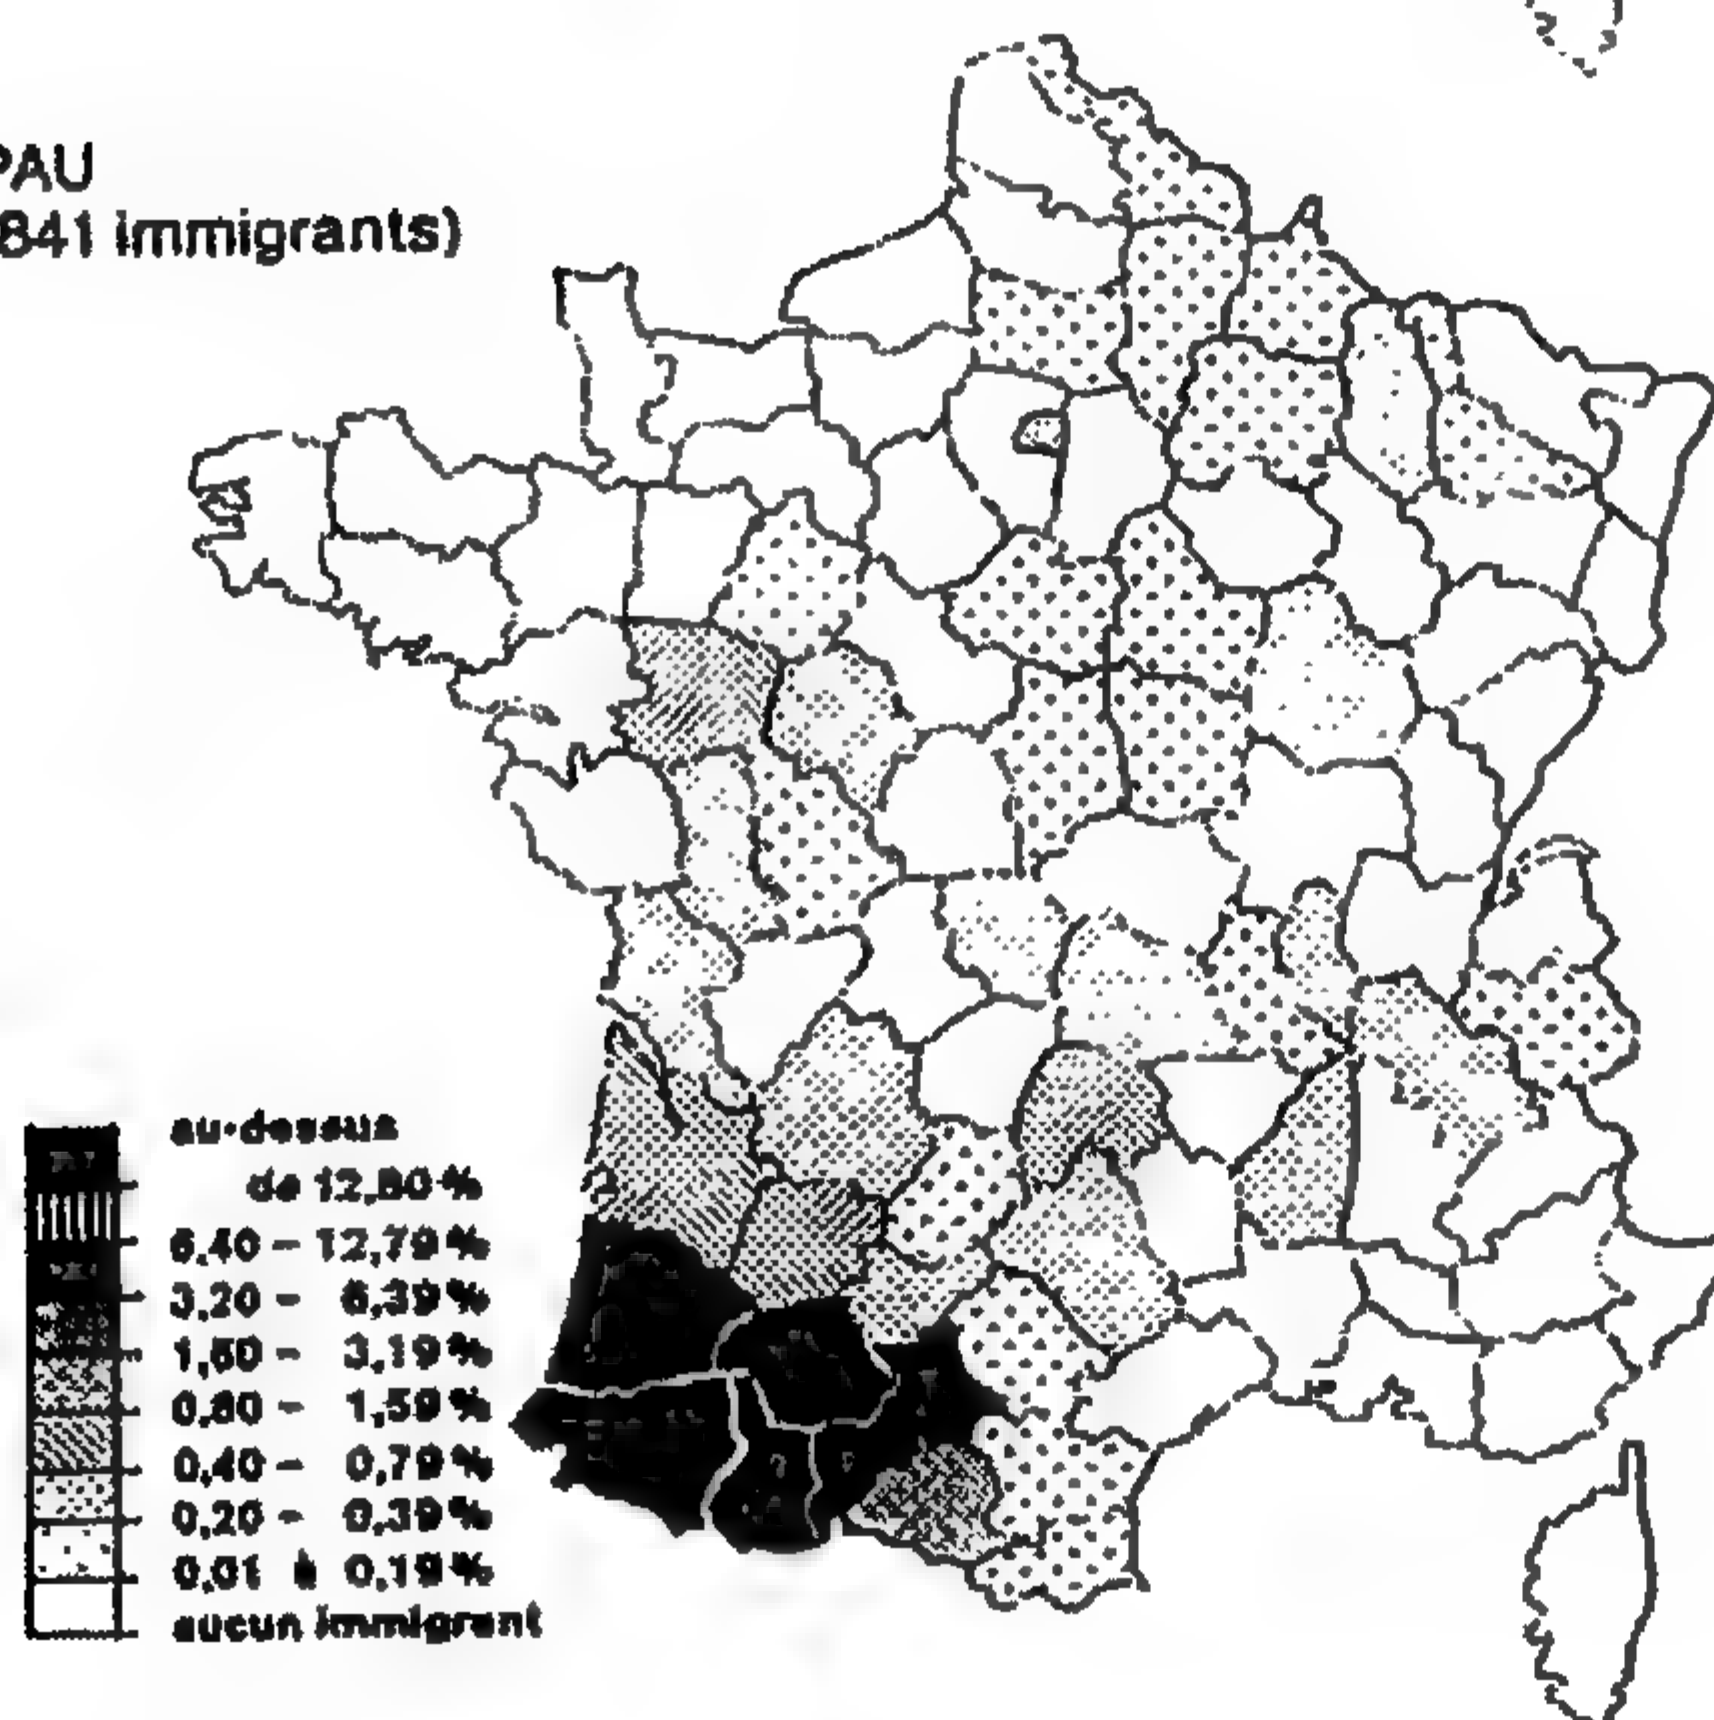 PAU
841 immigrants)
au-dessus
de 12,80 %
6,40 - 12,79 %
3,20 - 6,39 %
1,60 - 3,19 %
0,80 - 1,59 %
0,40 - 0,79 %
0,20 - 0,39 %
0,01 à 0,19 %
aucun immigrant